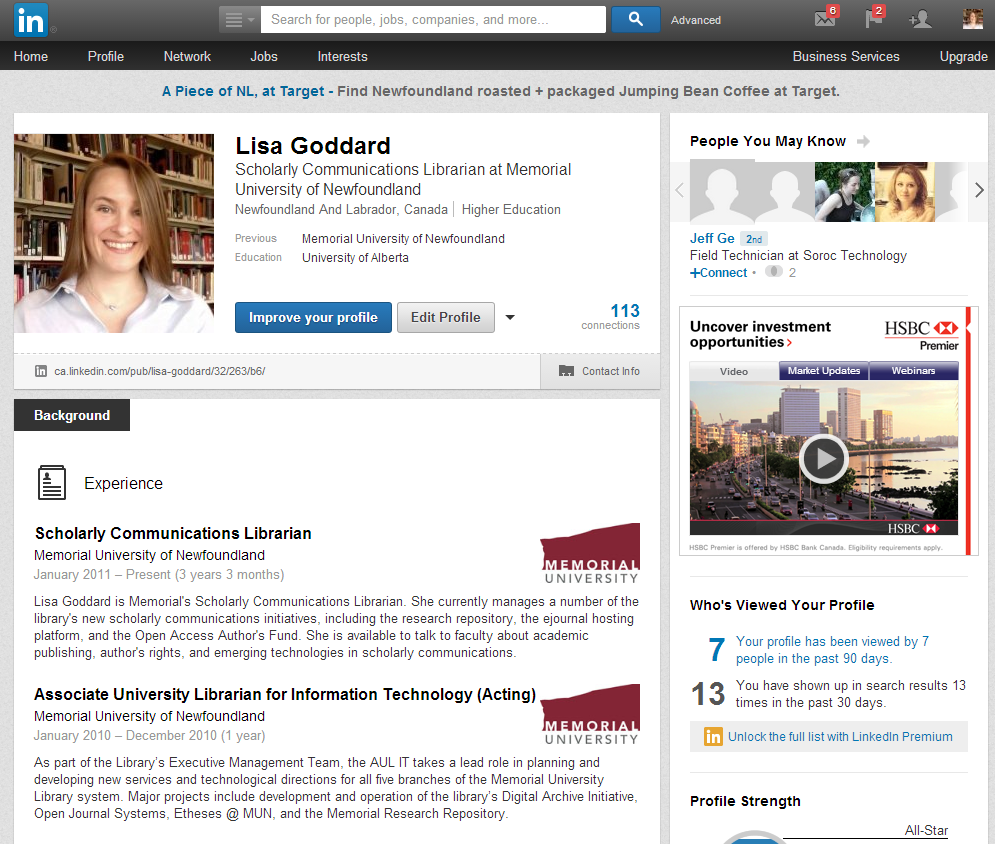 in
Search for people, jobs, companies, and more...
Advanced
6
2
Home
Profile
Network
Jobs
Interests
Business Services
Upgrade
A Piece of NL, at Target - Find Newfoundland roasted + packaged Jumping Bean Coffee at Target.
Lisa Goddard
Scholarly Communications Librarian at Memorial
University of Newfoundland
Newfoundland And Labrador, Canada | Higher Education
Previous Memorial University of Newfoundland
Education University of Alberta
Improve your profile
Edit Profile
113
connections
in ca.linkedin.com/pub/lisa-goddard/32/263/b6/
Contact Info
Background
Experience
Scholarly Communications Librarian
Memorial University of Newfoundland
January 2011 – Present (3 years 3 months)
MEMORIAL
UNIVERSITY
Lisa Goddard is Memorial's Scholarly Communications Librarian. She currently manages a number of the
library's new scholarly communications initiatives, including the research repository, the ejournal hosting
platform, and the Open Access Author's Fund. She is available to talk to faculty about academic
publishing, author's rights, and emerging technologies in scholarly communications.
Associate University Librarian for Information Technology (Acting)
Memorial University of Newfoundland
January 2010 – December 2010 (1 year)
MEMORIAL
UNIVERSITY
As part of the Library's Executive Management Team, the AUL IT takes a lead role in planning and
developing new services and technological directions for all five branches of the Memorial University
Library system. Major projects include development and operation of the library's Digital Archive Initiative,
Open Journal Systems, Etheses @ MUN, and the Memorial Research Repository.
People You May Know
Jeff Ge 2nd
Field Technician at Soroc Technology
+Connect • 2
Uncover investment
opportunities›
HSBC
Premier
Video
Market Updates
Webinars
HSBC
HSBC Premier is offered by HSBC Bank Canada. Eligibility requirements apply.
Who's Viewed Your Profile
7 Your profile has been viewed by 7
people in the past 90 days.
13 You have shown up in search results 13
times in the past 30 days.
in Unlock the full list with LinkedIn Premium
Profile Strength
All-Star